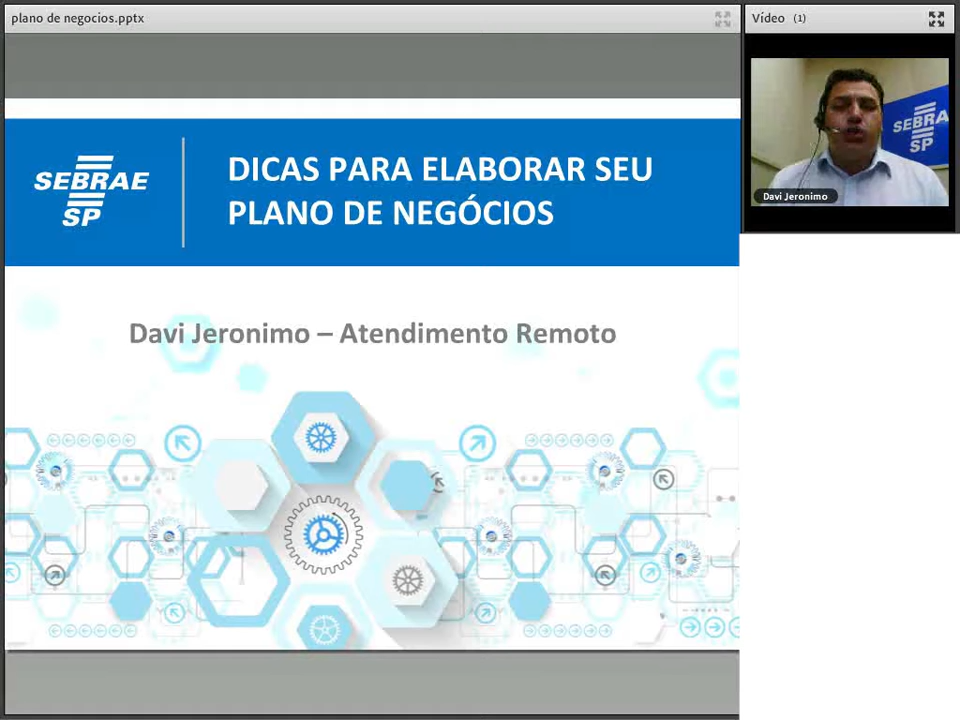 plano de negocios.pptx
Vídeo (1)
SEBRAE
SP
DICAS PARA ELABORAR SEU
PLANO DE NEGÓCIOS
SEBRA
SP
Davi Jeronimo
Davi Jeronimo – Atendimento Remoto